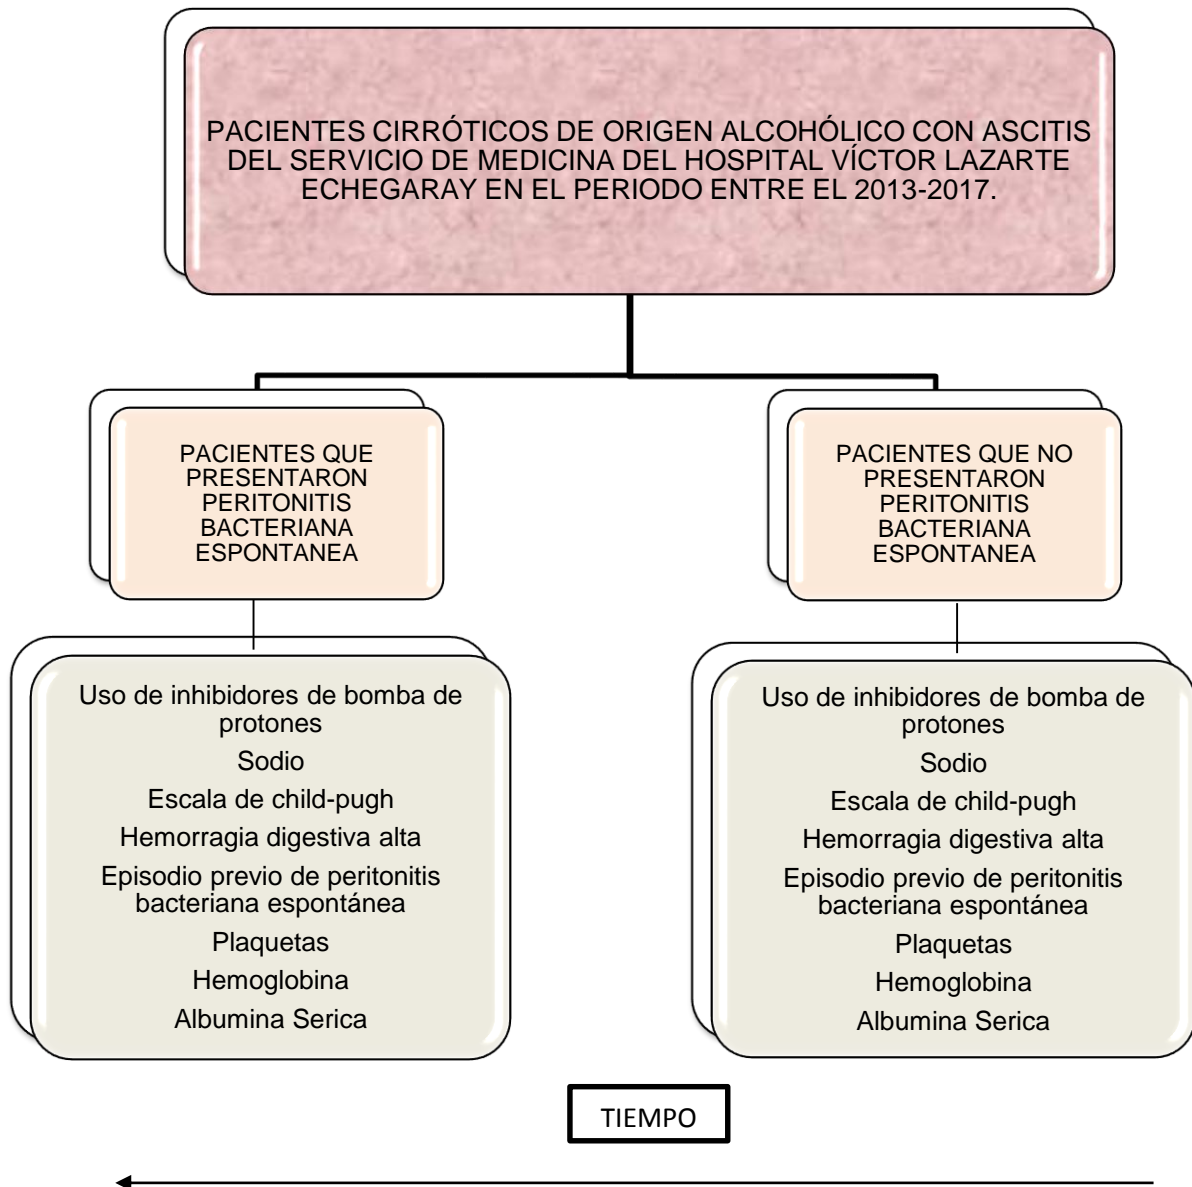 PACIENTES CIRRÓTICOS DE ORIGEN ALCOHÓLICO CON ASCITIS
DEL SERVICIO DE MEDICINA DEL HOSPITAL VÍCTOR LAZARTE
ECHEGARAY EN EL PERIODO ENTRE EL 2013-2017.
PACIENTES QUE
PRESENTARON
PERITONITIS
BACTERIANA
ESPONTANEA
PACIENTES QUE NO
PRESENTARON
PERITONITIS
BACTERIANA
ESPONTANEA
Uso de inhibidores de bomba de
protones
Sodio
Escala de child-pugh
Hemorragia digestiva alta
Episodio previo de peritonitis
bacteriana espontánea
Plaquetas
Hemoglobina
Albumina Serica
Uso de inhibidores de bomba de
protones
Sodio
Escala de child-pugh
Hemorragia digestiva alta
Episodio previo de peritonitis
bacteriana espontánea
Plaquetas
Hemoglobina
Albumina Serica
TIEMPO